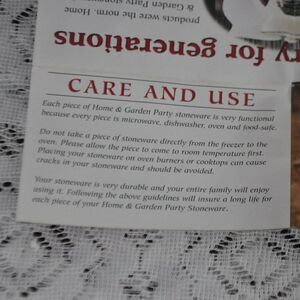 products were the norm. Home
& Garden Party
ry for generations
CARE AND USE
Each piece of Home & Garden Party stoneware is very functional
because every piece is microwave, dishwasher, oven and food-safe.
Do not take a piece of stoneware directly from the freezer to the
oven. Please allow the piece to come to room temperature first.
Placing your stoneware on oven burners or cooktops can cause
cracks in your stoneware and should be avoided.
Your stoneware is very durable and your entire family will enjoy
using it. Following the above guidelines will insure a long life for
each piece of your Home & Garden Party Stoneware.